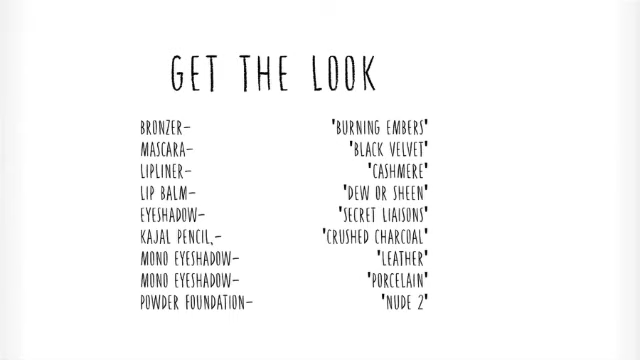 GET THE LOOK
BRONZER- "BURNING EMBERS"
MASCARA- "BLACK VELVET"
LIPLINER- "CASHMERE"
LIP BALM- "DEW OR SHEEN"
EYESHADOW- "SECRET LIAISONS"
KAJAL PENCIL,- "CRUSHED CHARCOAL"
MONO EYESHADOW- "LEATHER"
MONO EYESHADOW- "PORCELAIN"
POWDER FOUNDATION- "NUDE 2"